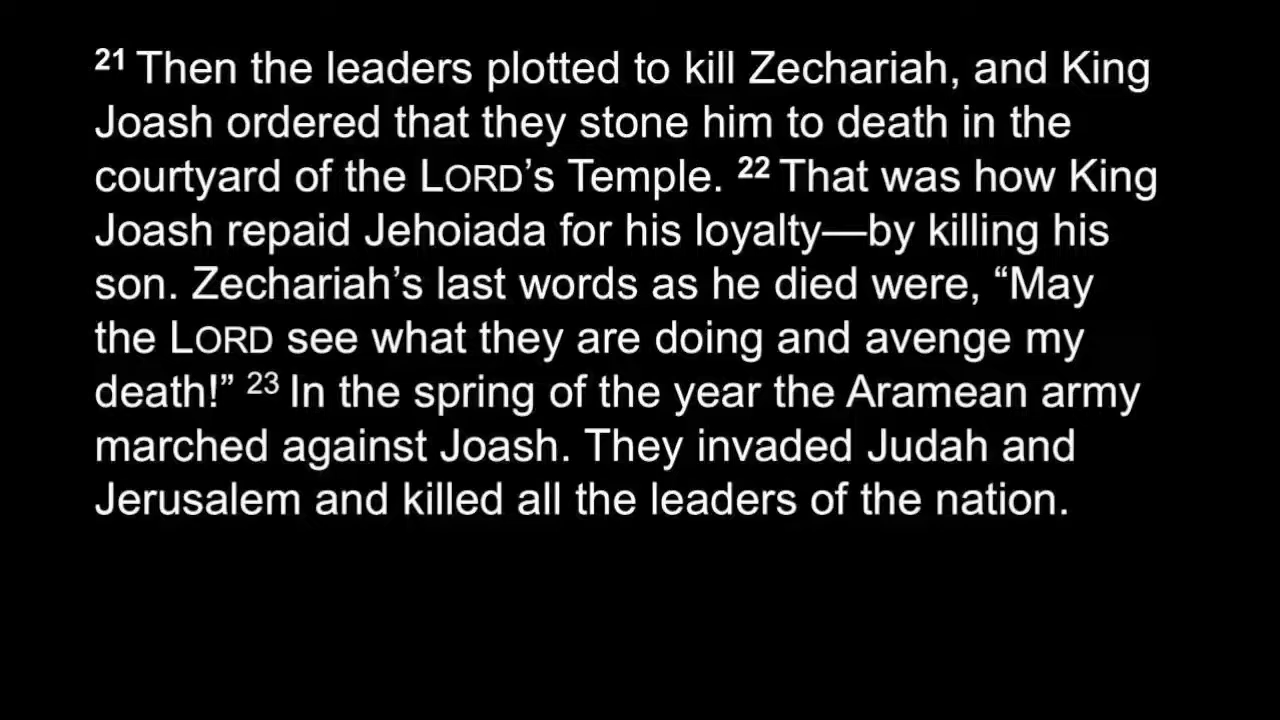 21 Then the leaders plotted to kill Zechariah, and King
Joash ordered that they stone him to death in the
courtyard of the LORD’s Temple. 22 That was how King
Joash repaid Jehoiada for his loyalty—by killing his
son. Zechariah’s last words as he died were, “May
the LORD see what they are doing and avenge my
death!” 23 In the spring of the year the Aramean army
marched against Joash. They invaded Judah and
Jerusalem and killed all the leaders of the nation.